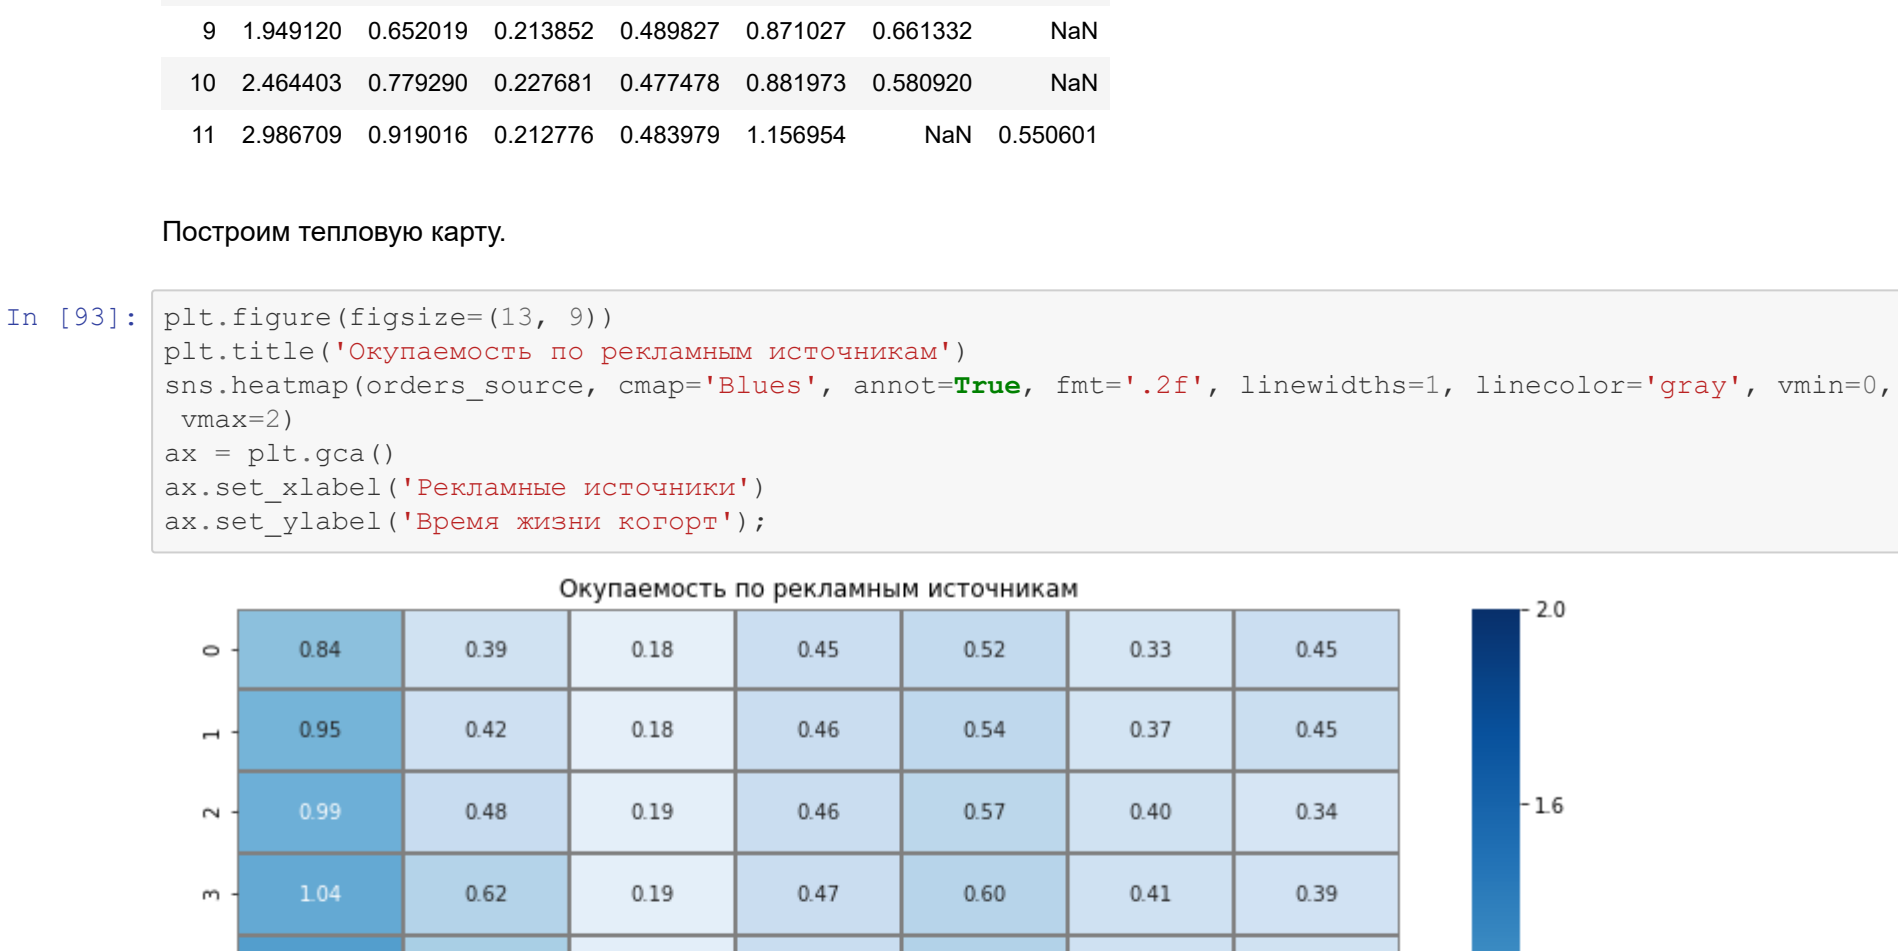 9 1.949120 0.652019 0.213852 0.489827 0.871027 0.661332 NaN
10 2.464403 0.779290 0.227681 0.477478 0.881973 0.580920 NaN
11 2.986709 0.919016 0.212776 0.483979 1.156954 NaN 0.550601
Построим тепловую карту.
In [93]: plt.figure(figsize=(13, 9))
plt.title('Окупаемость по рекламным источникам')
sns.heatmap(orders_source, cmap='Blues', annot=True, fmt='.2f', linewidths=1, linecolor='gray', vmin=0,
vmax=2)
ax = plt.gca()
ax.set_xlabel('Рекламные источники')
ax.set_ylabel('Время жизни когорт');
Окупаемость по рекламным источникам
0 0.84 0.39 0.18 0.45 0.52 0.33 0.45
1 0.95 0.42 0.18 0.46 0.54 0.37 0.45
2 0.99 0.48 0.19 0.46 0.57 0.40 0.34
3 1.04 0.62 0.19 0.47 0.60 0.41 0.39
2.0
1.6